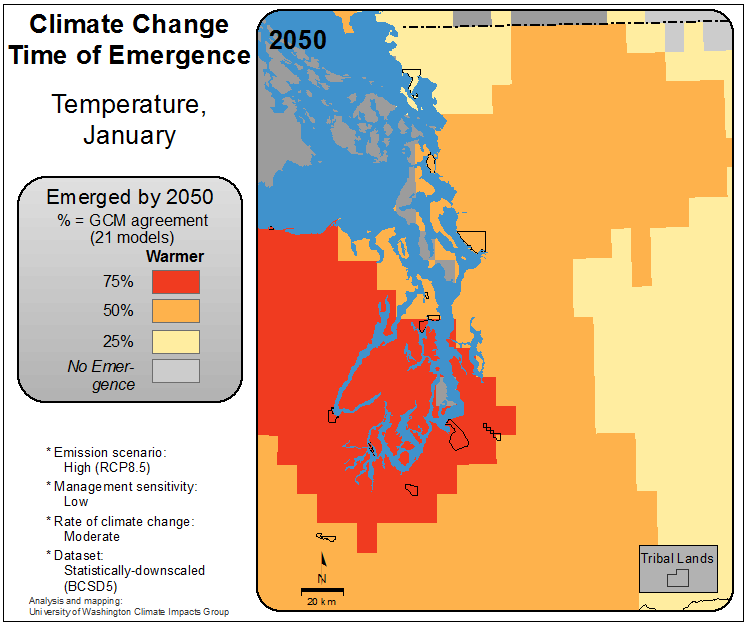 Climate Change
Time of Emergence
Temperature,
January
Emerged by 2050
% = GCM agreement
(21 models)
Warmer
75%
50%
25%
No Emer-
gence
* Emission scenario:
High (RCP8.5)
* Management sensitivity:
Low
* Rate of climate change:
Moderate
* Dataset:
Statistically-downscaled
(BCSD5)
Analysis and mapping:
University of Washington Climate Impacts Group
2050
N
20 km
Tribal Lands